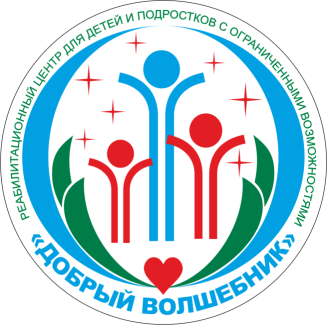 РЕАБИЛИТАЦИОННЫЙ ЦЕНТР ДЛЯ ДЕТЕЙ И ПОДРОСТКОВ С ОГРАНИЧЕННЫМИ ВОЗМОЖНОСТЯМИ
«ДОБРЫЙ ВОЛШЕБНИК»